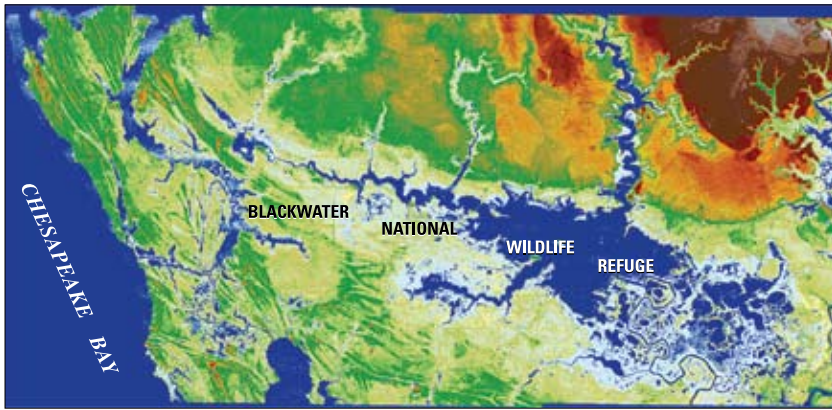 BLACKWATER
NATIONAL
WILDLIFE
REFUGE
CHESAPEAKE BAY